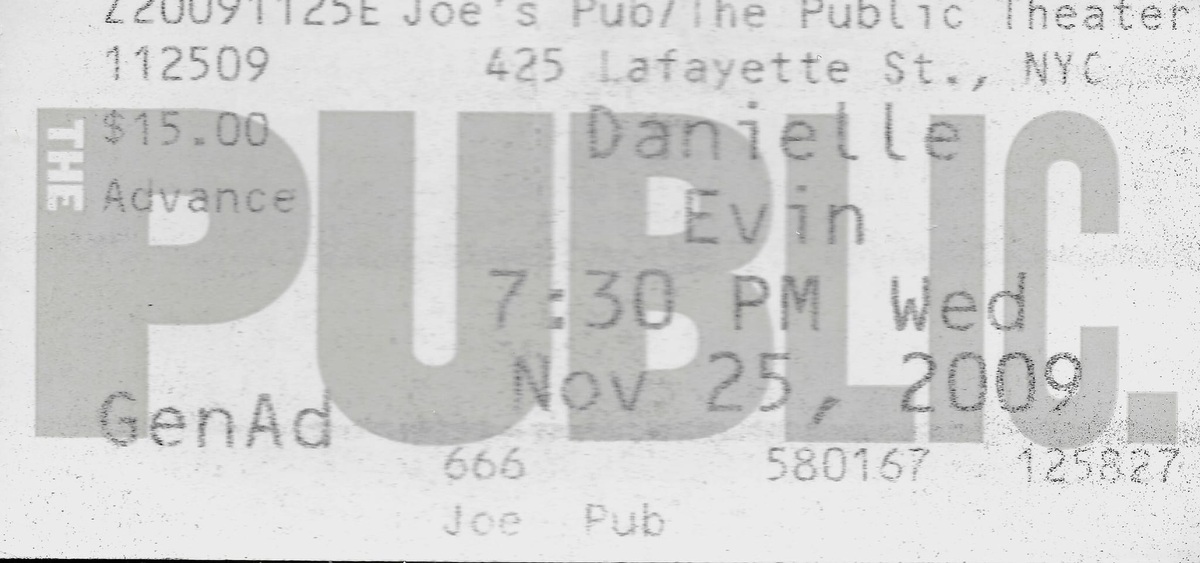 Z20091125E Joe's Pub/The Public Theater
112509 425 Lafayette St., NYC
THE PUBLIC.
$15.00 Danielle
Advance Evin
7:30 PM Wed
Nov 25, 2009
GenAd
666 580167 125827
Joe Pub